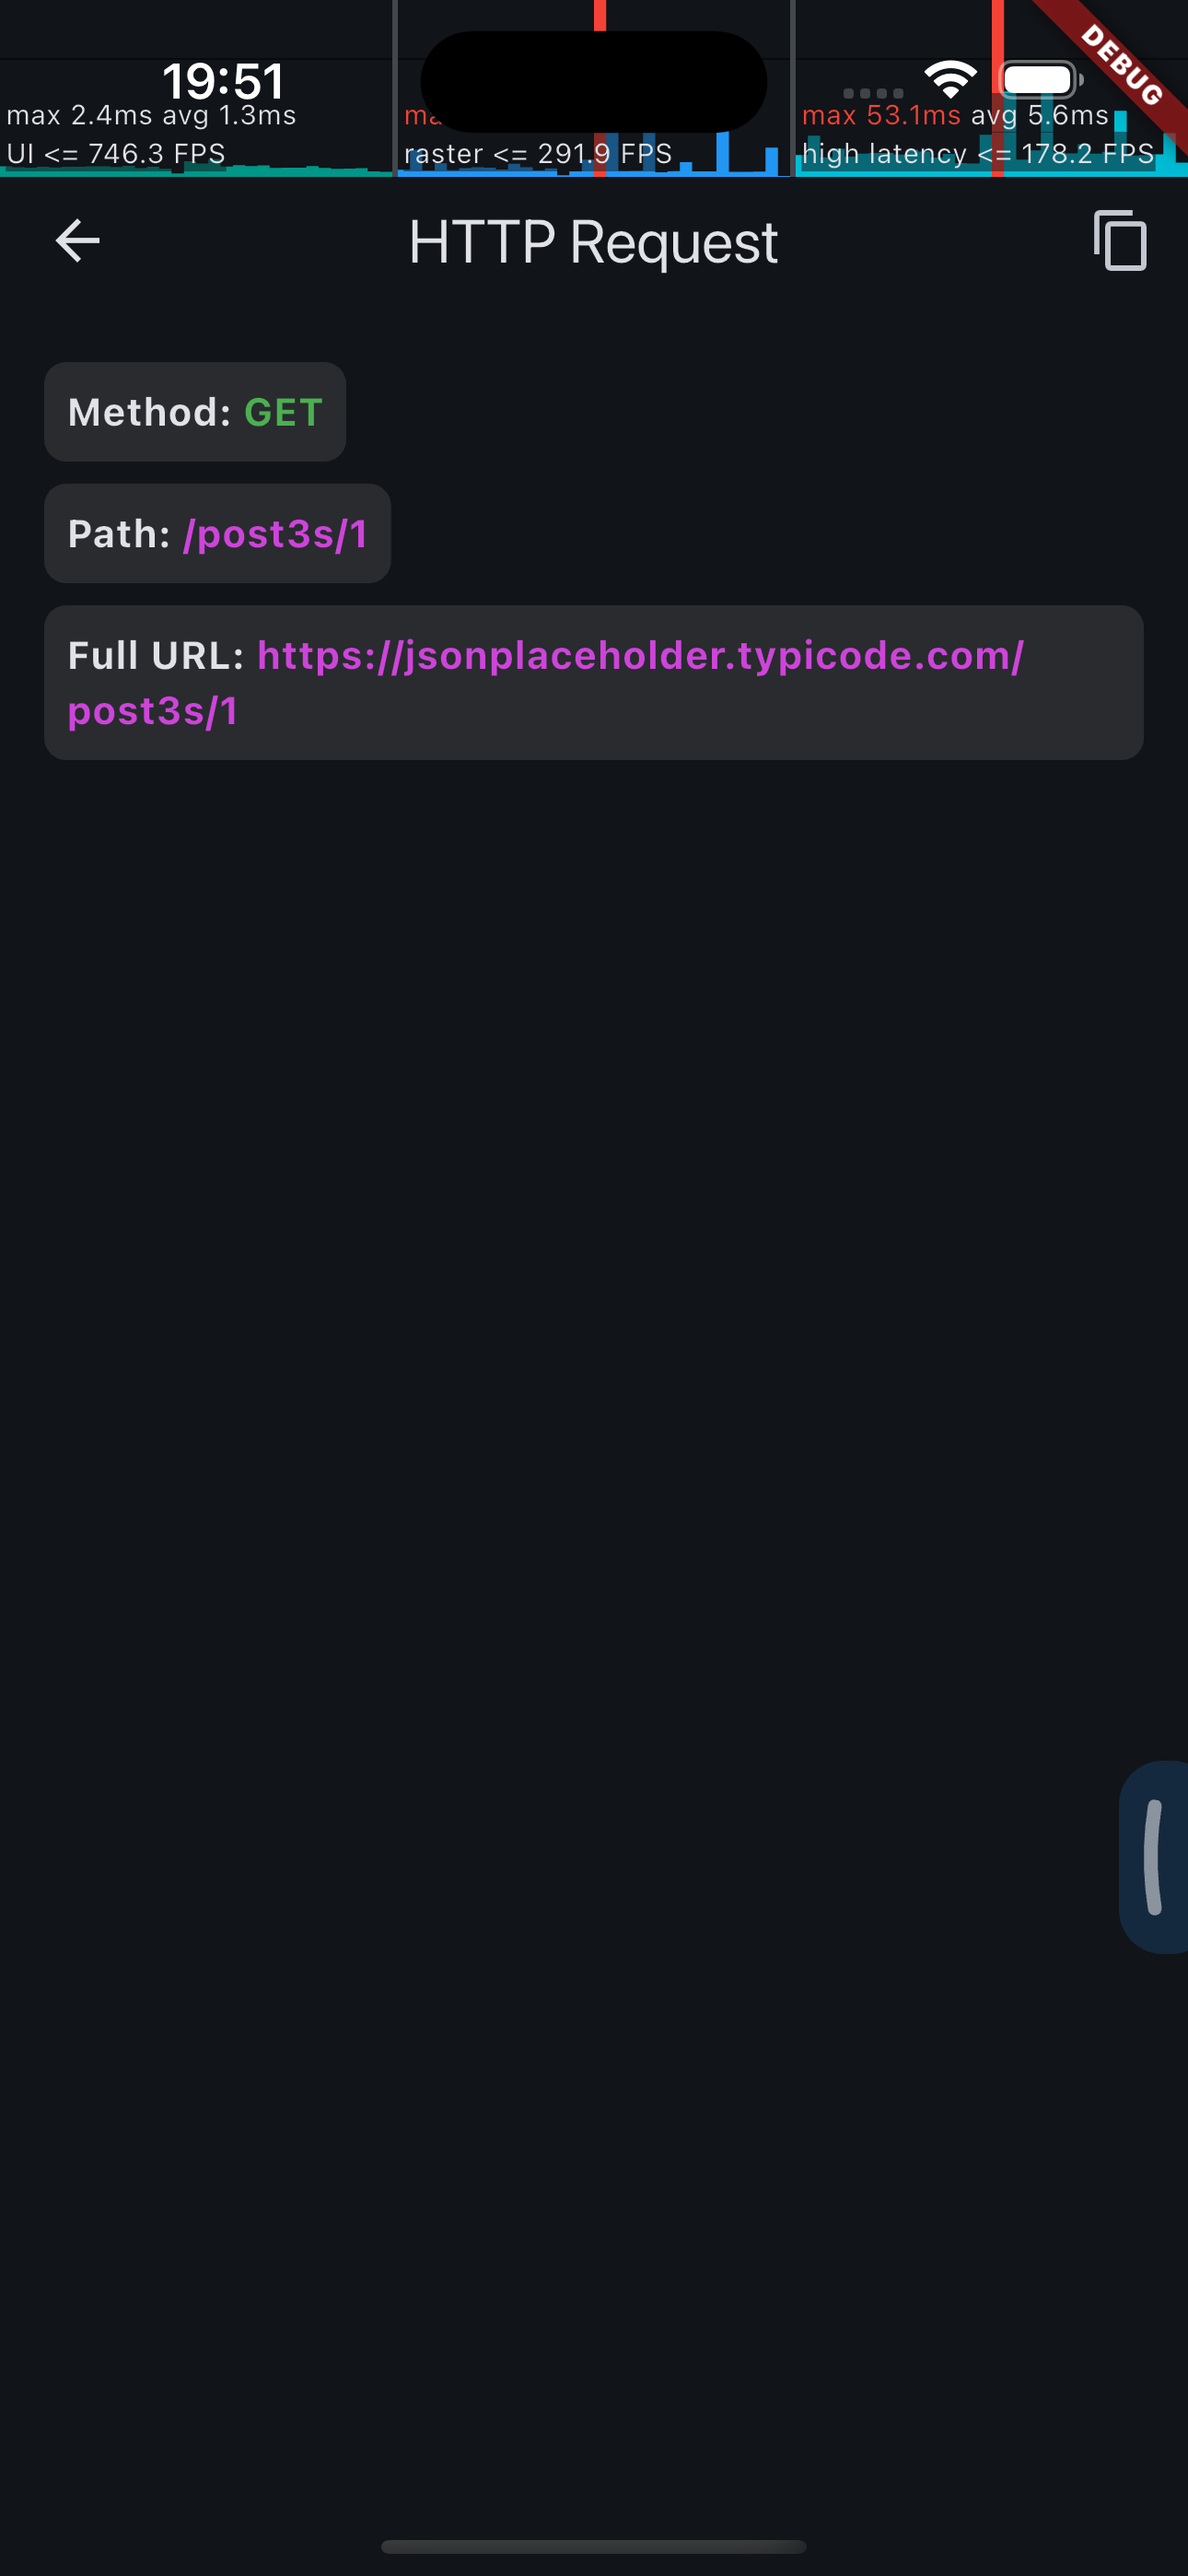 19:51
DEBUG
max 2.4ms avg 1.3ms
UI <= 746.3 FPS
raster <= 291.9 FPS
max 53.1ms avg 5.6ms
high latency <= 178.2 FPS
HTTP Request
Method: GET
Path: /post3s/1
Full URL: https://jsonplaceholder.typicode.com/
post3s/1